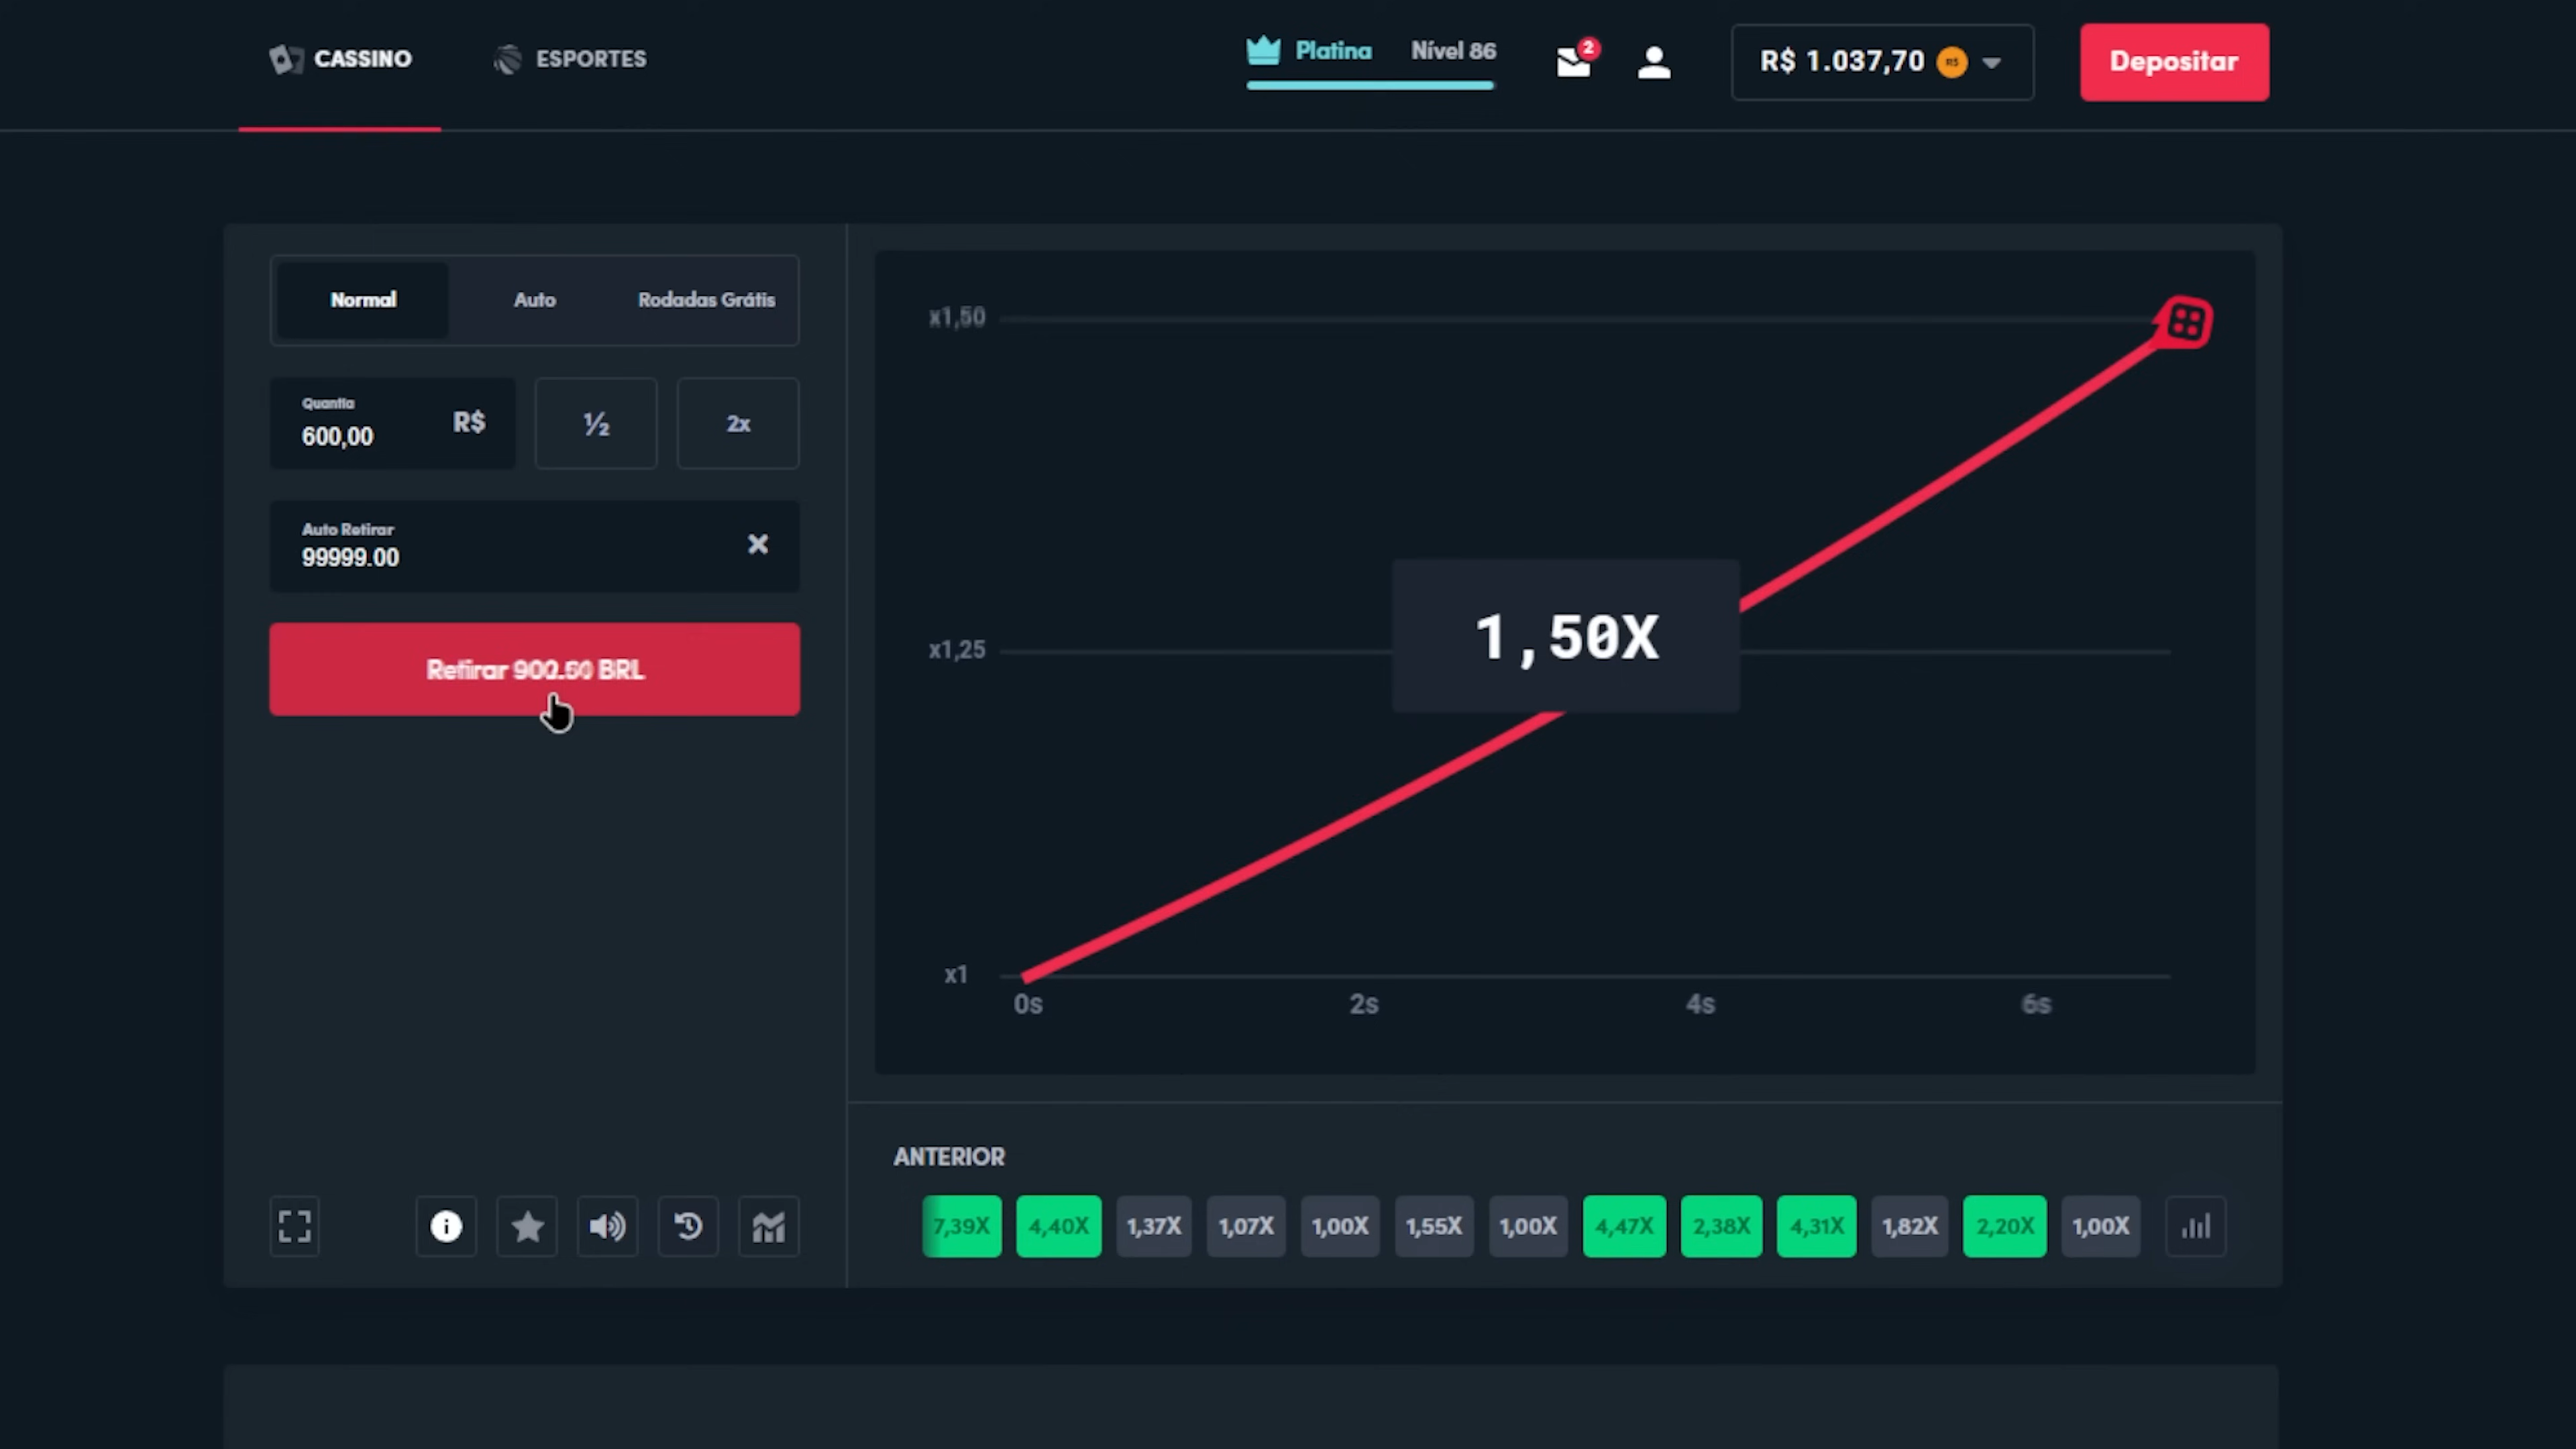 CASSINO
ESPORTES
Platina
Nível 86
2
R$ 1.037,70
R$
Depositar
Normal
Auto
Rodadas Grátis
Quantia
600,00
R$
½
2x
Auto Retirar
99999.00
Retirar BRL
x1,50
x1,25
x1
1,50X
0s
2s
4s
6s
ANTERIOR
7,39X
4,40X
1,37X
1,07X
1,00X
1,55X
1,00X
4,47X
2,38X
4,31X
1,82X
2,20X
1,00X